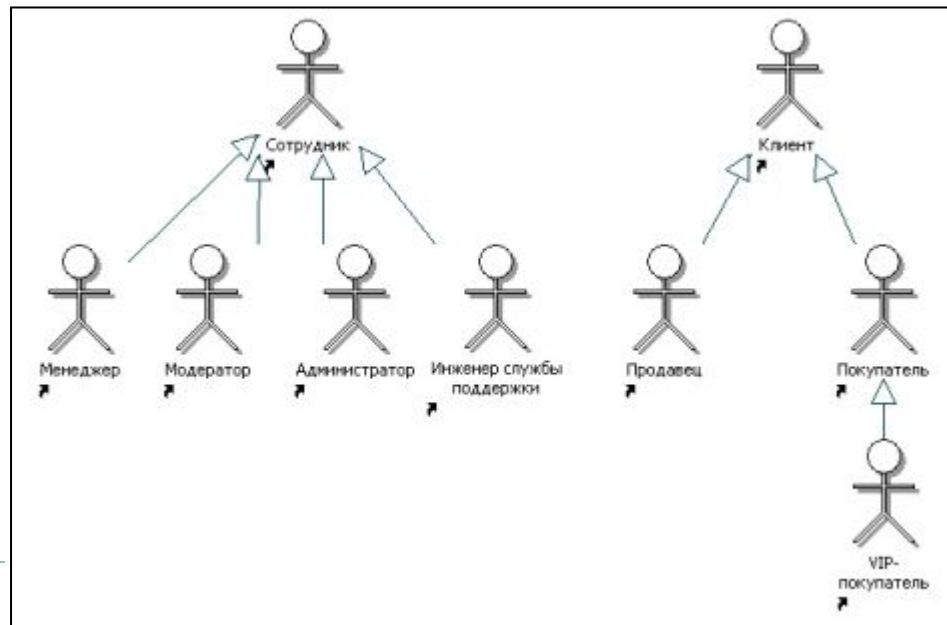 Сотрудник
Клиент
Менеджер
Модератор
Администратор
Инженер службы
поддержки
Продавец
Покупатель
VIP-
покупатель